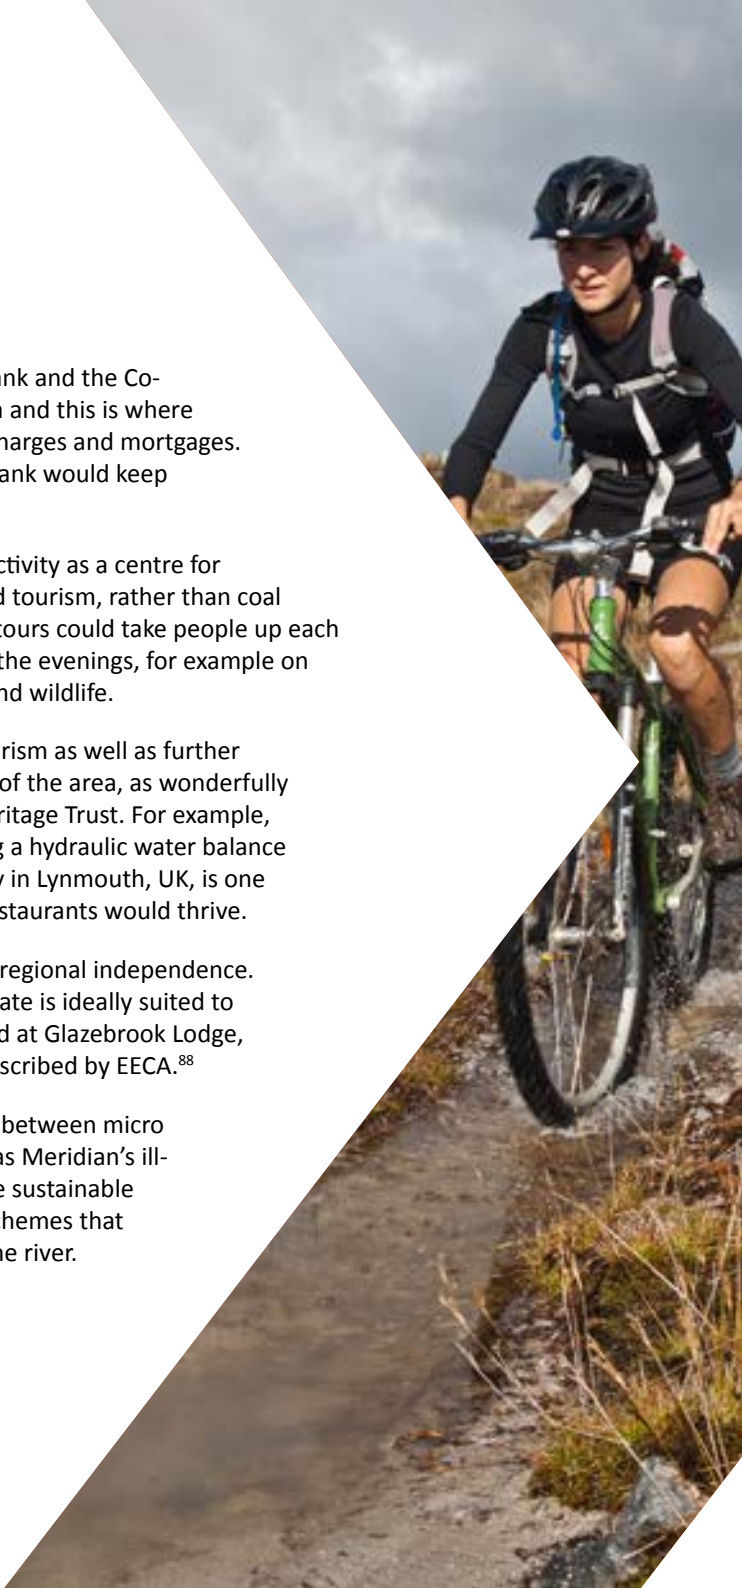 nk and the Co-
and this is where
harges and mortgages.
ank would keep
ctivity as a centre for
d tourism, rather than coal
tours could take people up each
the evenings, for example on
nd wildlife.
rism as well as further
of the area, as wonderfully
ritage Trust. For example,
g a hydraulic water balance
y in Lynmouth, UK, is one
staurants would thrive.
regional independence.
ate is ideally suited to
d at Glazebrook Lodge,
scribed by EECA.88
between micro
as Meridian’s ill-
e sustainable
chemes that
he river.